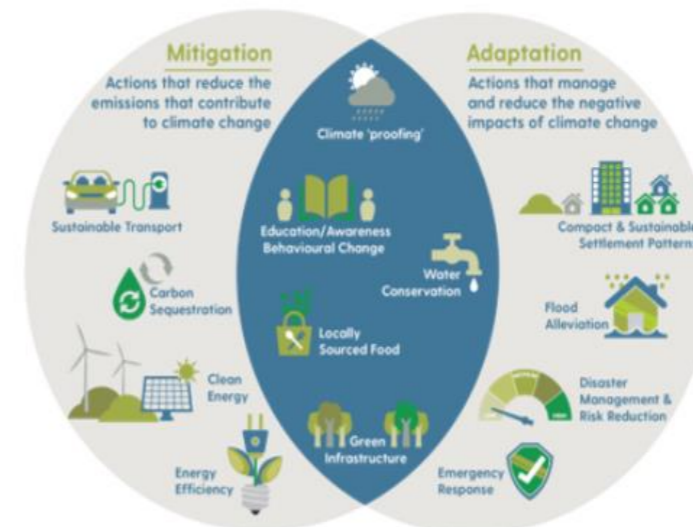 Mitigation
Actions that reduce the
emissions that contribute
to climate change
Sustainable Transport
Carbon
Sequestration
Clean
Energy
Energy
Efficiency
Climate 'proofing'
Education/Awareness
Behavioural Change
Water
Conservation
Locally
Sourced Food
Green
Infrastructure
Adaptation
Actions that manage
and reduce the negative
impacts of climate change
Compact & Sustainable
Settlement Patterns
Flood
Alleviation
Disaster
Management &
Risk Reduction
Emergency
Response